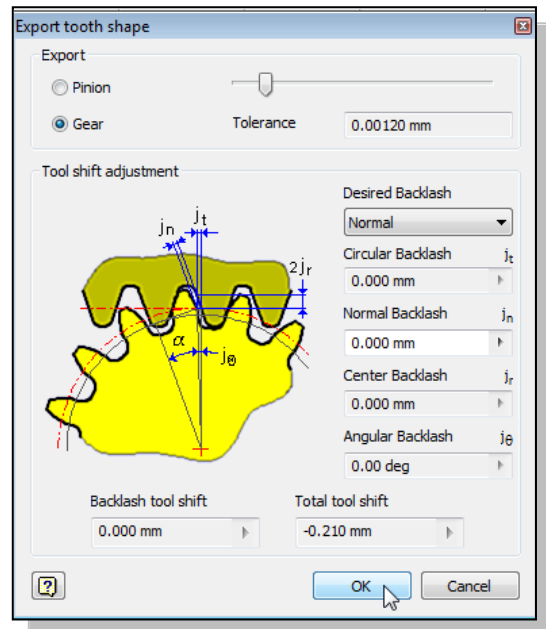 Export tooth shape
Export
Pinion
Gear
Tolerance
0.00120 mm
Tool shift adjustment
Desired Backlash
Normal
Circular Backlash jt
0.000 mm
Normal Backlash jn
0.000 mm
Center Backlash jr
0.000 mm
Angular Backlash jθ
0.00 deg
jn
jt
2jr
α
jθ
Backlash tool shift
0.000 mm
Total tool shift
-0.210 mm
?
OK
Cancel